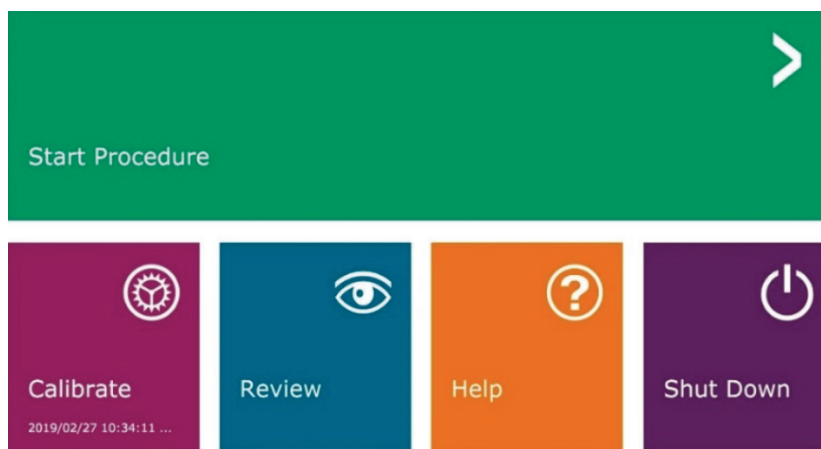 Start Procedure
Calibrate
2019/02/27 10:34:11 ...
Review
Help
Shut Down